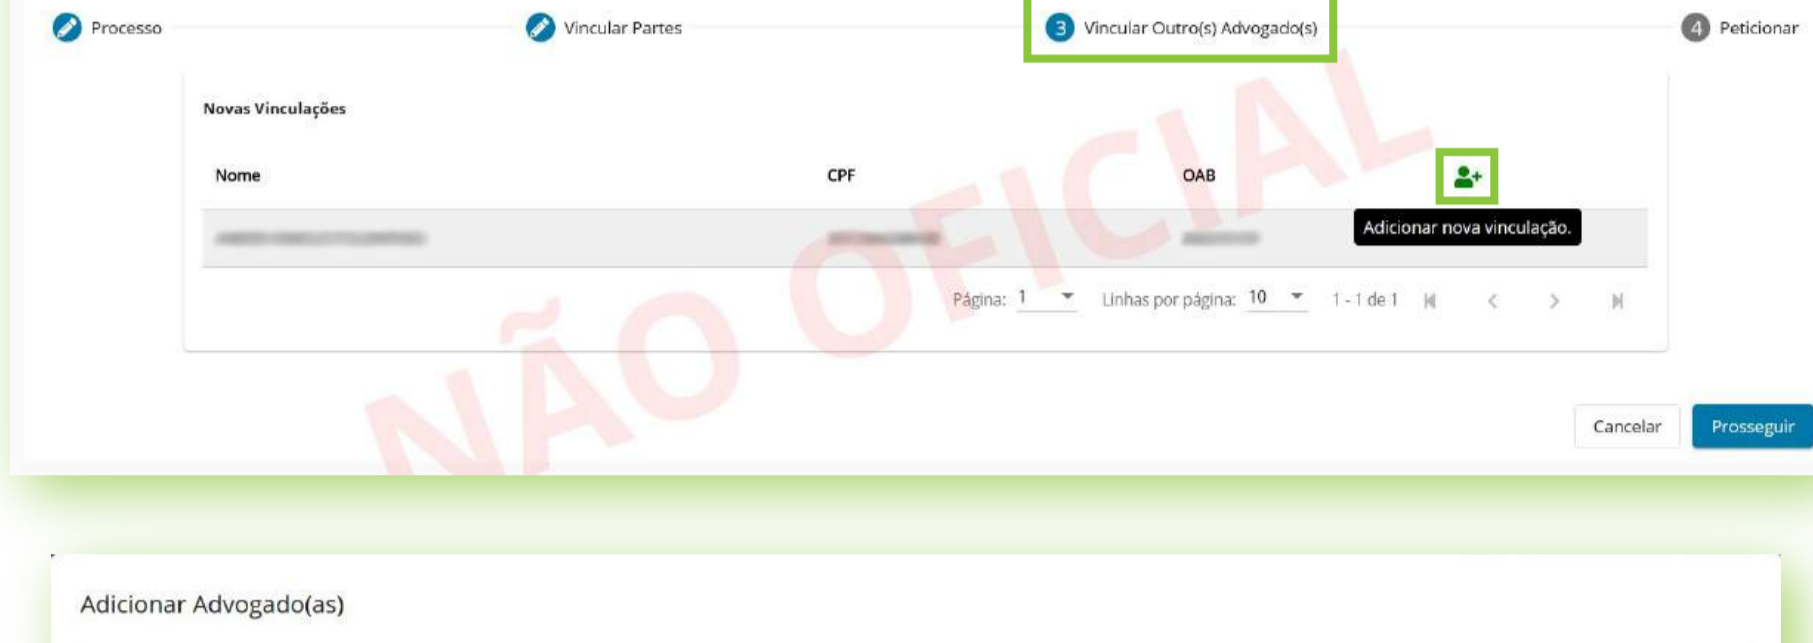 Processo
Vincular Partes
3 Vincular Outro(s) Advogado(s)
4 Peticionar
Novas Vinculações
Nome CPF OAB
Adicionar nova vinculação.
Página: 1 Linhas por página: 10 1 - 1 de 1
NÃO OFICIAL
Cancelar Prosseguir
Adicionar Advogado(as)